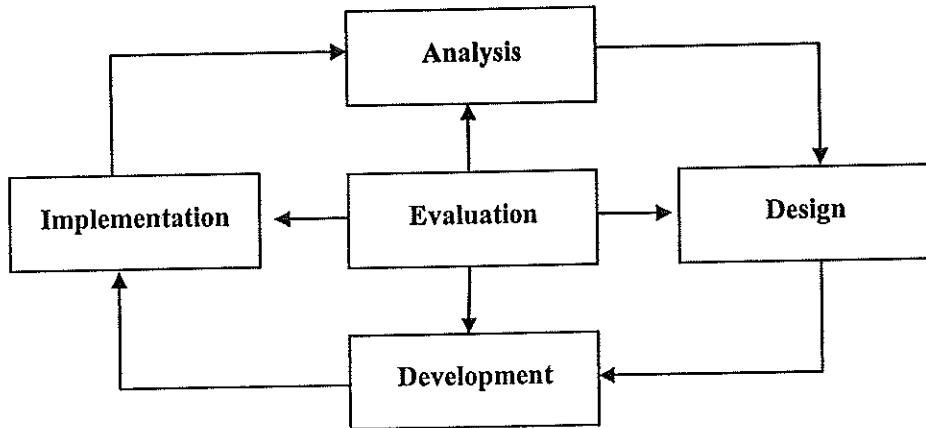 Analysis
Implementation
Evaluation
Design
Development